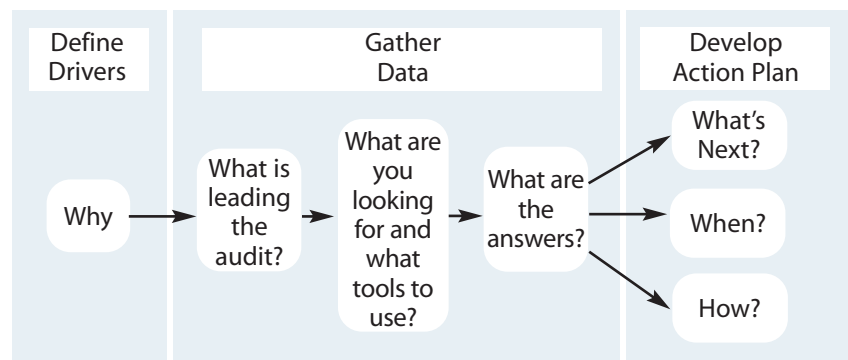 Define
Drivers
Gather
Data
Develop
Action Plan
Why
What is
leading
the
audit?
What are
you
looking
for and
what
tools to
use?
What are
the
answers?
What's
Next?
When?
How?